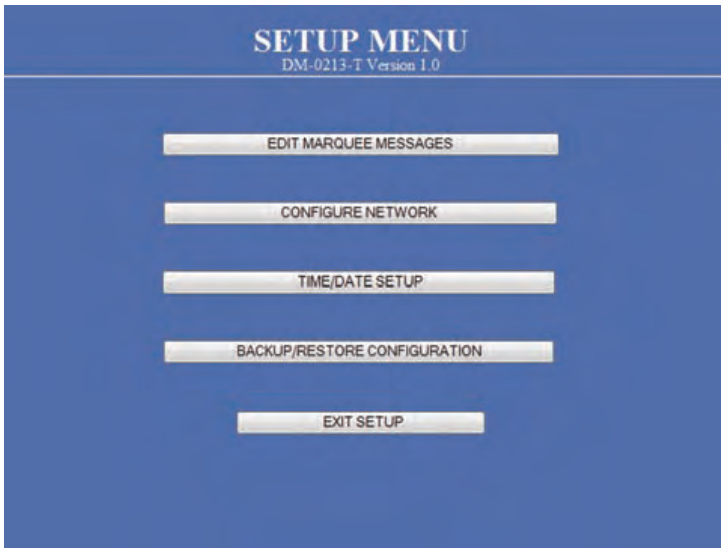 SETUP MENU
DM-0213-T Version 1.0
EDIT MARQUEE MESSAGES
CONFIGURE NETWORK
TIME/DATE SETUP
BACKUP/RESTORE CONFIGURATION
EXIT SETUP